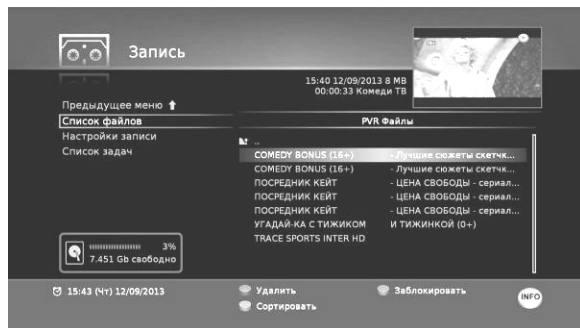 Запись
15:40 12/09/2013 8 MB
00:00:33 Комеди ТВ
Предыдущее меню
Список файлов
Настройки записи
Список задач
PVR Файлы
..
COMEDY BONUS (16+) - Лучшие сюжеты скетчк...
COMEDY BONUS (16+) - Лучшие сюжеты скетчк...
ПОСРЕДНИК КЕЙТ - ЦЕНА СВОБОДЫ - сериал...
ПОСРЕДНИК КЕЙТ - ЦЕНА СВОБОДЫ - сериал...
ПОСРЕДНИК КЕЙТ - ЦЕНА СВОБОДЫ - сериал...
УГАДАЙ-КА С ТИЖИКОМ И ТИЖИНКОЙ (0+)
TRACE SPORTS INTER HD
3%
7.451 Gb свободно
15:43 (Чт) 12/09/2013
Удалить
Заблокировать
Сортировать
INFO